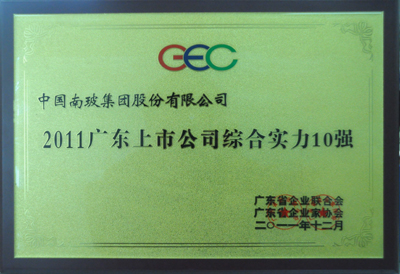 GEC
中国南玻集团股份有限公司
2011广东上市公司综合实力10强
广东省企业联合会
广东省企业家协会
二〇一一年十二月